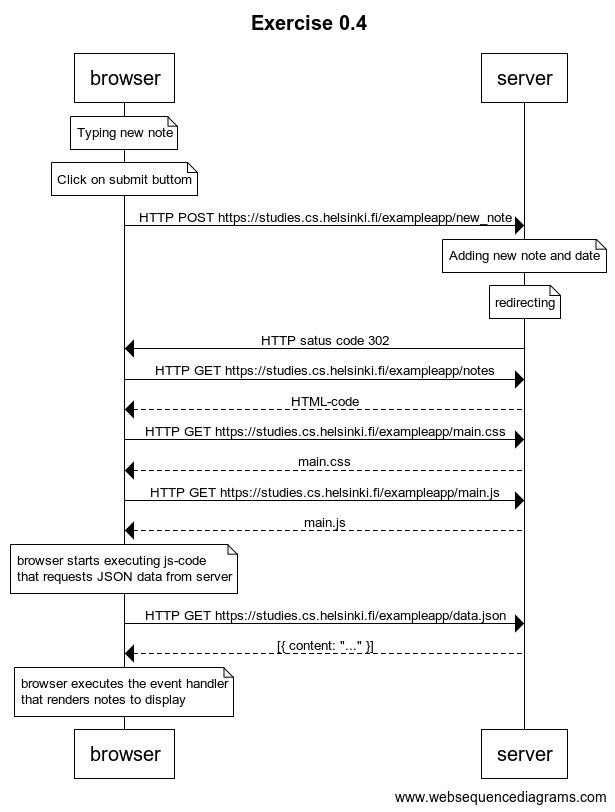 Exercise 0.4
browser
server
Typing new note
Click on submit buttom
HTTP POST https://studies.cs.helsinki.fi/exampleapp/new_note
Adding new note and date
redirecting
HTTP satus code 302
HTTP GET https://studies.cs.helsinki.fi/exampleapp/notes
HTML-code
HTTP GET https://studies.cs.helsinki.fi/exampleapp/main.css
main.css
HTTP GET https://studies.cs.helsinki.fi/exampleapp/main.js
main.js
browser starts executing js-code
that requests JSON data from server
HTTP GET https://studies.cs.helsinki.fi/exampleapp/data.json
[{ content: "..." }]
browser executes the event handler
that renders notes to display
browser
server
www.websequencediagrams.com